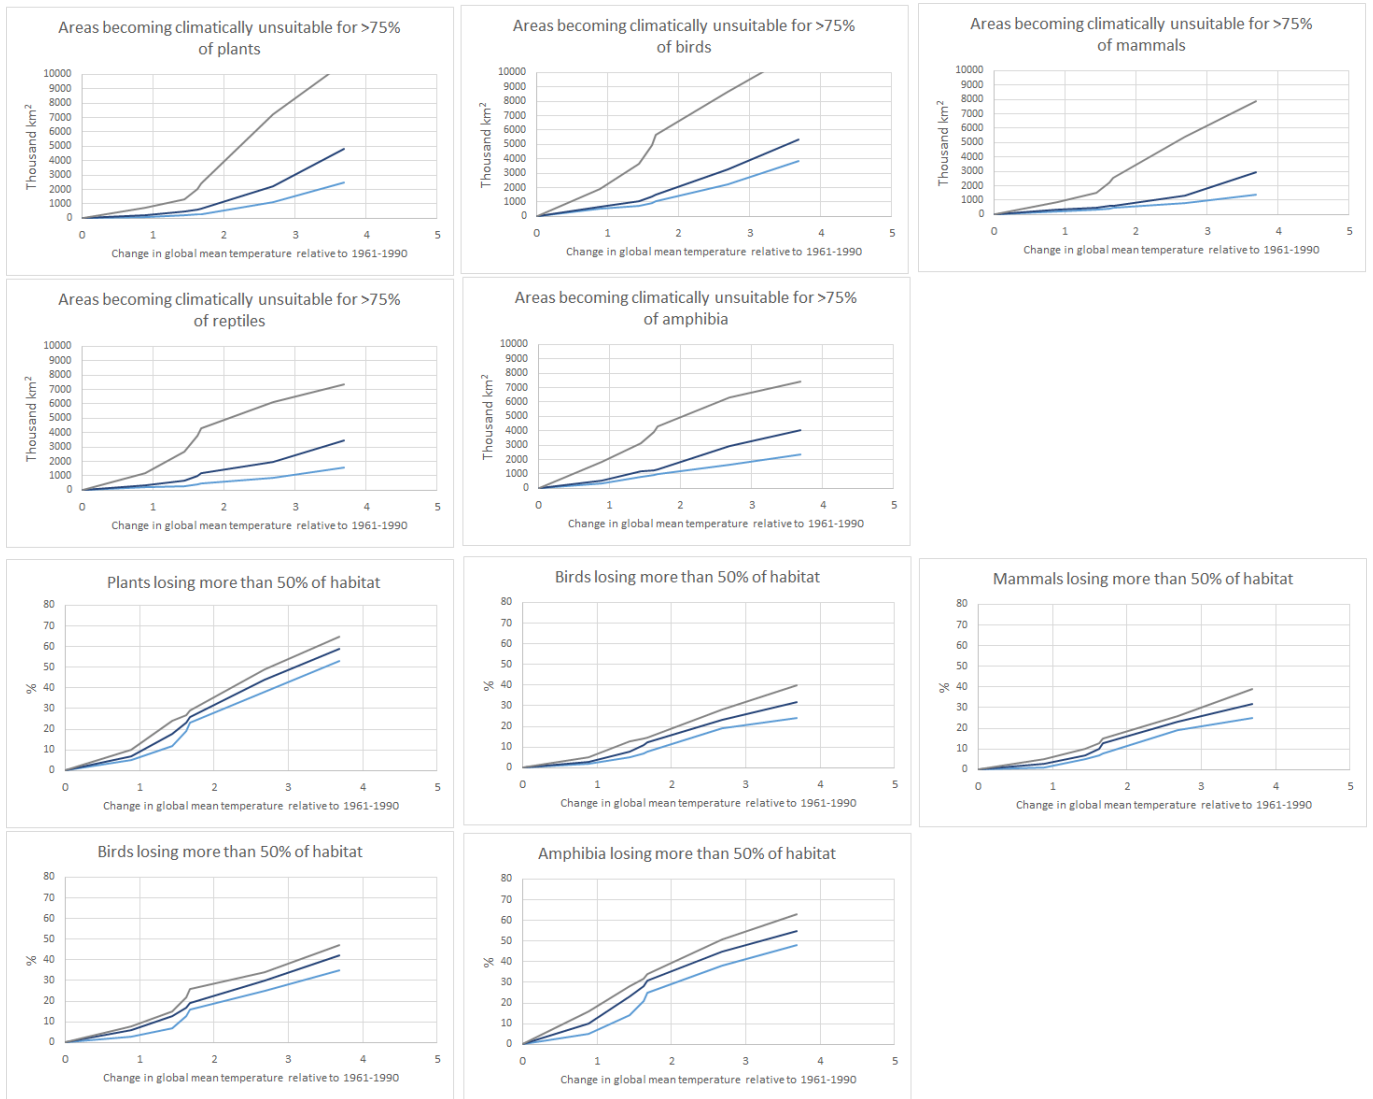 Areas becoming climatically unsuitable for >75%
of plants
10000
9000
8000
7000
6000
5000
4000
3000
2000
1000
0
Thousand km²
0 1 2 3 4 5
Change in global mean temperature relative to 1961-1990
Areas becoming climatically unsuitable for >75%
of birds
10000
9000
8000
7000
6000
5000
4000
3000
2000
1000
0
Thousand km²
0 1 2 3 4 5
Change in global mean temperature relative to 1961-1990
Areas becoming climatically unsuitable for >75%
of mammals
10000
9000
8000
7000
6000
5000
4000
3000
2000
1000
0
Thousand km²
0 1 2 3 4 5
Change in global mean temperature relative to 1961-1990
Areas becoming climatically unsuitable for >75%
of reptiles
10000
9000
8000
7000
6000
5000
4000
3000
2000
1000
0
Thousand km²
0 1 2 3 4 5
Change in global mean temperature relative to 1961-1990
Areas becoming climatically unsuitable for >75%
of amphibia
10000
9000
8000
7000
6000
5000
4000
3000
2000
1000
0
Thousand km²
0 1 2 3 4 5
Change in global mean temperature relative to 1961-1990
Plants losing more than 50% of habitat
80
70
60
50
40
30
20
10
0
%
0 1 2 3 4 5
Change in global mean temperature relative to 1961-1990
Birds losing more than 50% of habitat
80
70
60
50
40
30
20
10
0
%
0 1 2 3 4 5
Change in global mean temperature relative to 1961-1990
Mammals losing more than 50% of habitat
80
70
60
50
40
30
20
10
0
%
0 1 2 3 4 5
Change in global mean temperature relative to 1961-1990
Birds losing more than 50% of habitat
80
70
60
50
40
30
20
10
0
%
0 1 2 3 4 5
Change in global mean temperature relative to 1961-1990
Amphibia losing more than 50% of habitat
80
70
60
50
40
30
20
10
0
%
0 1 2 3 4 5
Change in global mean temperature relative to 1961-1990